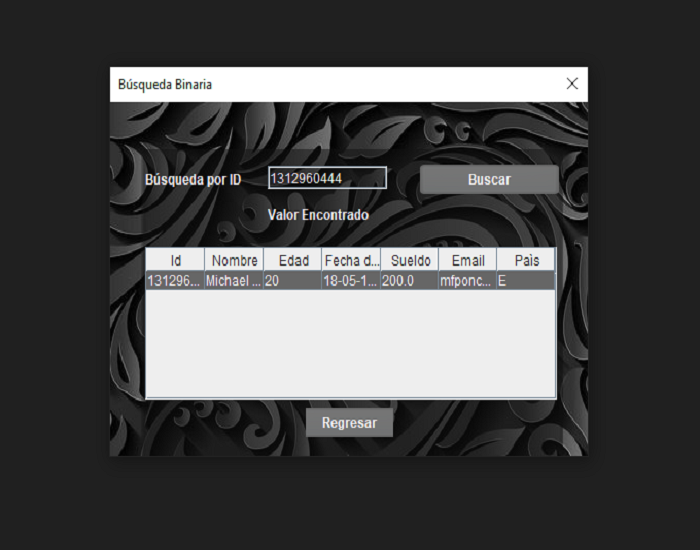 Búsqueda Binaria
Búsqueda por ID 1312960444 Buscar
Valor Encontrado
Id Nombre Edad Fecha d... Sueldo Email Paìs
131296... Michael ... 20 18-05-1... 200.0 mfponc... E
Regresar